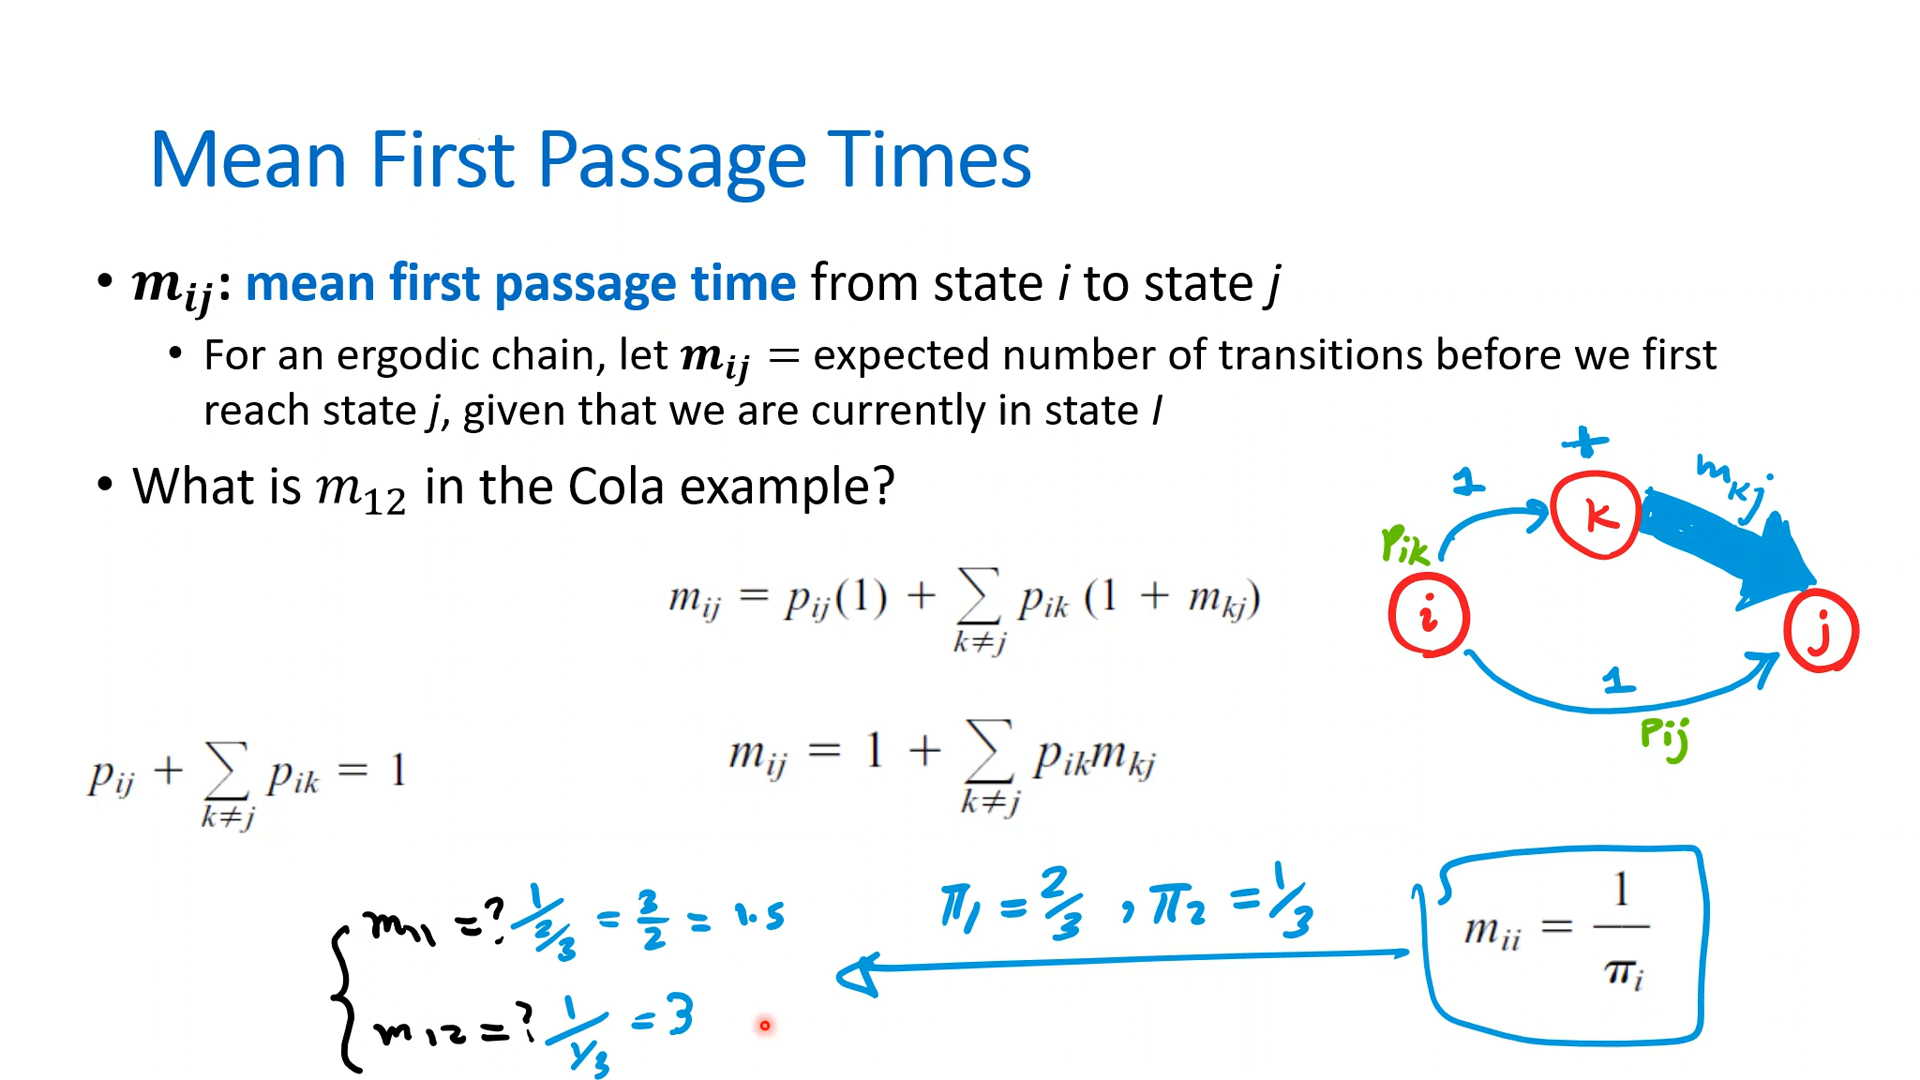 Mean First Passage Times
• m_ij: mean first passage time from state i to state j
• For an ergodic chain, let m_ij = expected number of transitions before we first
reach state j, given that we are currently in state I
• What is m_12 in the Cola example?
m_ij = p_ij(1) + ∑_{k≠j} p_ik (1 + m_kj)
+
1
m_kj
k
P_ik
i
j
1
P_ij
p_ij + ∑_{k≠j} p_ik = 1
m_ij = 1 + ∑_{k≠j} p_ik m_kj
m_11 =? 1/(2/3) = 3/2 = 1.5
π_1 = 2/3 , π_2 = 1/3
m_ii = 1/π_i
m_12 =? 1/(1/3) = 3